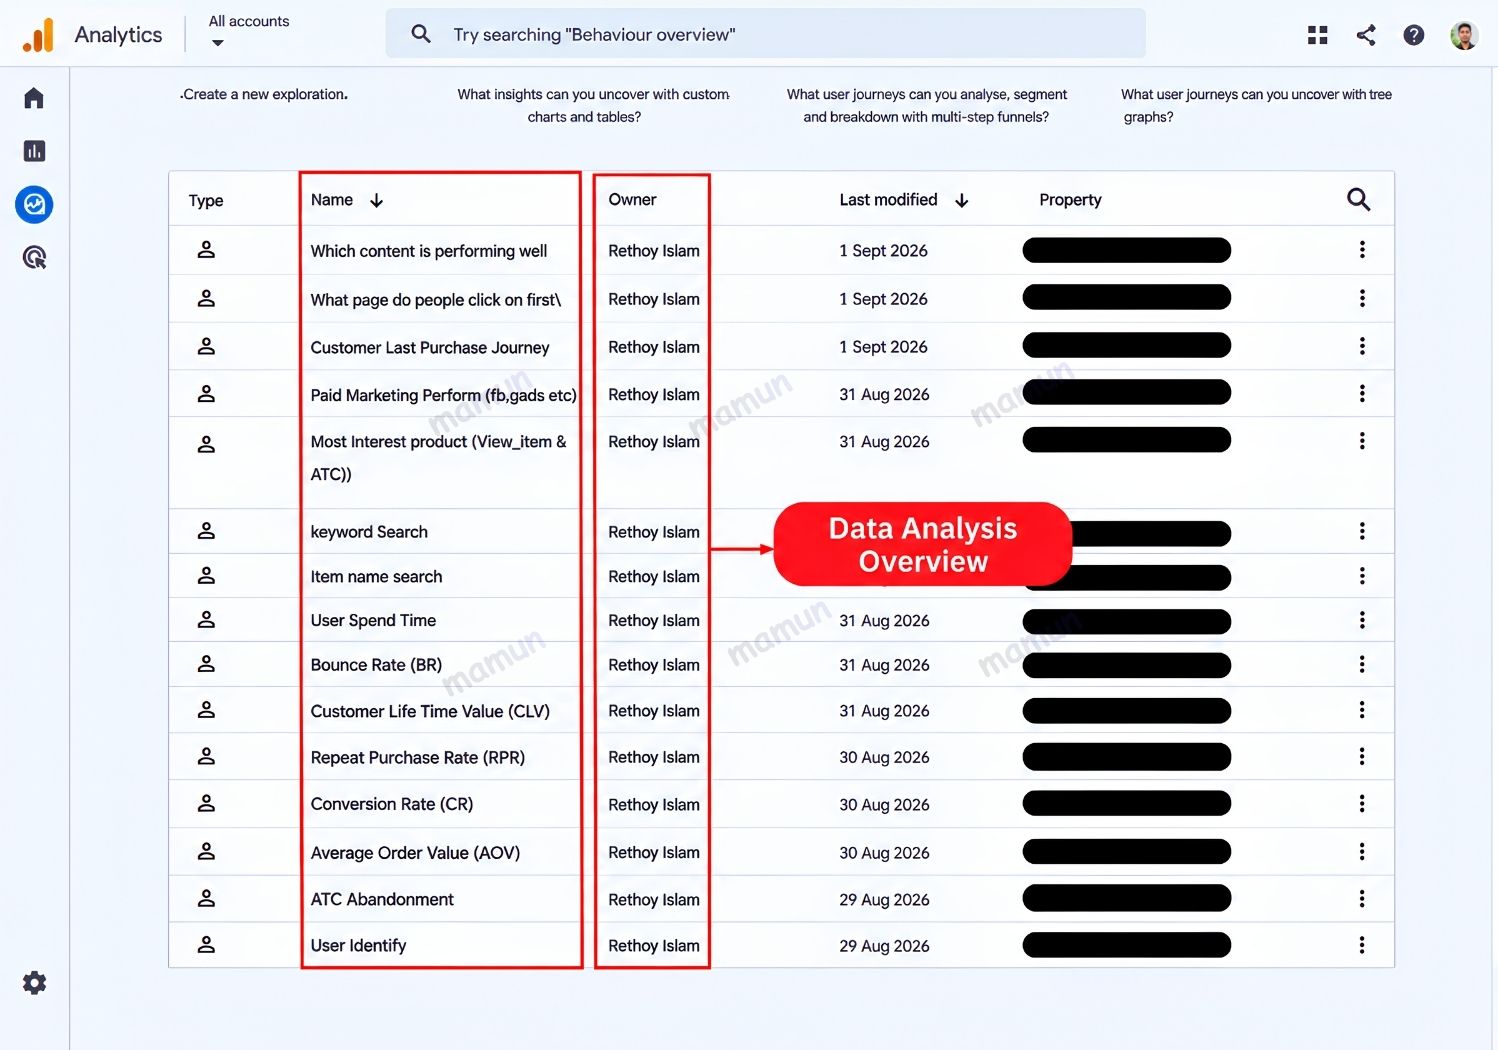 Analytics
All accounts
Try searching "Behaviour overview"
.Create a new exploration.
What insights can you uncover with custom
charts and tables?
What user journeys can you analyse, segment
and breakdown with multi-step funnels?
What user journeys can you uncover with tree
graphs?
Type Name Owner Last modified Property
Which content is performing well Rethoy Islam 1 Sept 2026
What page do people click on first\ Rethoy Islam 1 Sept 2026
Customer Last Purchase Journey Rethoy Islam 1 Sept 2026
Paid Marketing Perform (fb,gads etc) Rethoy Islam 31 Aug 2026
Most Interest product (View_item & Rethoy Islam 31 Aug 2026
ATC))
keyword Search Rethoy Islam
Item name search Rethoy Islam
Data Analysis
Overview
User Spend Time Rethoy Islam 31 Aug 2026
Bounce Rate (BR) Rethoy Islam 31 Aug 2026
Customer Life Time Value (CLV) Rethoy Islam 31 Aug 2026
Repeat Purchase Rate (RPR) Rethoy Islam 30 Aug 2026
Conversion Rate (CR) Rethoy Islam 30 Aug 2026
Average Order Value (AOV) Rethoy Islam 30 Aug 2026
ATC Abandonment Rethoy Islam 29 Aug 2026
User Identify Rethoy Islam 29 Aug 2026
mamun mamun mamun
mamun mamun mamun